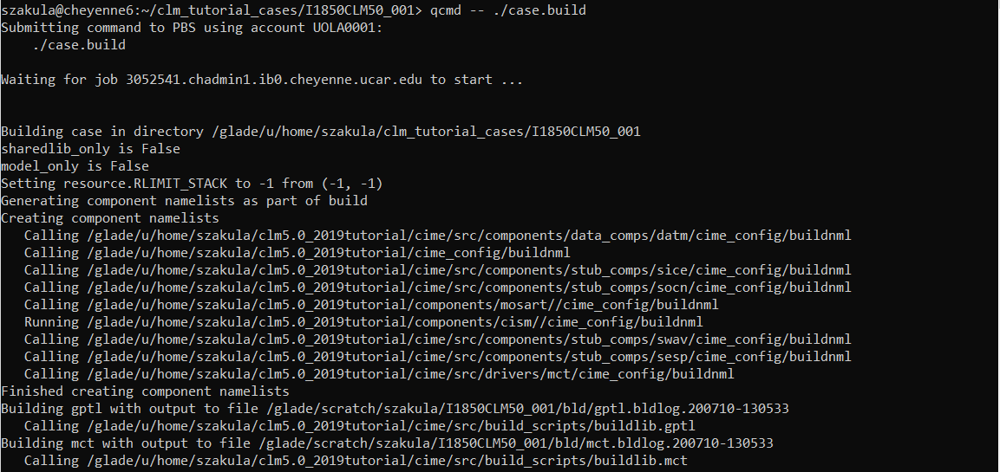 szakula@cheyenne6:~/clm_tutorial_cases/I1850CLM50_001> qcmd -- ./case.build
Submitting command to PBS using account UOLA0001:
    ./case.build
Waiting for job 3052541.chadmin1.ib0.cheyenne.ucar.edu to start ...
Building case in directory /glade/u/home/szakula/clm_tutorial_cases/I1850CLM50_001
sharedlib_only is False
model_only is False
Setting resource.RLIMIT_STACK to -1 from (-1, -1)
Generating component namelists as part of build
Creating component namelists
   Calling /glade/u/home/szakula/clm5.0_2019tutorial/cime/src/components/data_comps/datm/cime_config/buildnml
   Calling /glade/u/home/szakula/clm5.0_2019tutorial/cime_config/buildnml
   Calling /glade/u/home/szakula/clm5.0_2019tutorial/cime/src/components/stub_comps/sice/cime_config/buildnml
   Calling /glade/u/home/szakula/clm5.0_2019tutorial/cime/src/components/stub_comps/socn/cime_config/buildnml
   Calling /glade/u/home/szakula/clm5.0_2019tutorial/components/mosart//cime_config/buildnml
   Running /glade/u/home/szakula/clm5.0_2019tutorial/components/cism//cime_config/buildnml
   Calling /glade/u/home/szakula/clm5.0_2019tutorial/cime/src/components/stub_comps/swav/cime_config/buildnml
   Calling /glade/u/home/szakula/clm5.0_2019tutorial/cime/src/components/stub_comps/sesp/cime_config/buildnml
   Calling /glade/u/home/szakula/clm5.0_2019tutorial/cime/src/drivers/mct/cime_config/buildnml
Finished creating component namelists
Building gptl with output to file /glade/scratch/szakula/I1850CLM50_001/bld/gptl.bldlog.200710-130533
   Calling /glade/u/home/szakula/clm5.0_2019tutorial/cime/src/build_scripts/buildlib.gptl
Building mct with output to file /glade/scratch/szakula/I1850CLM50_001/bld/mct.bldlog.200710-130533
   Calling /glade/u/home/szakula/clm5.0_2019tutorial/cime/src/build_scripts/buildlib.mct